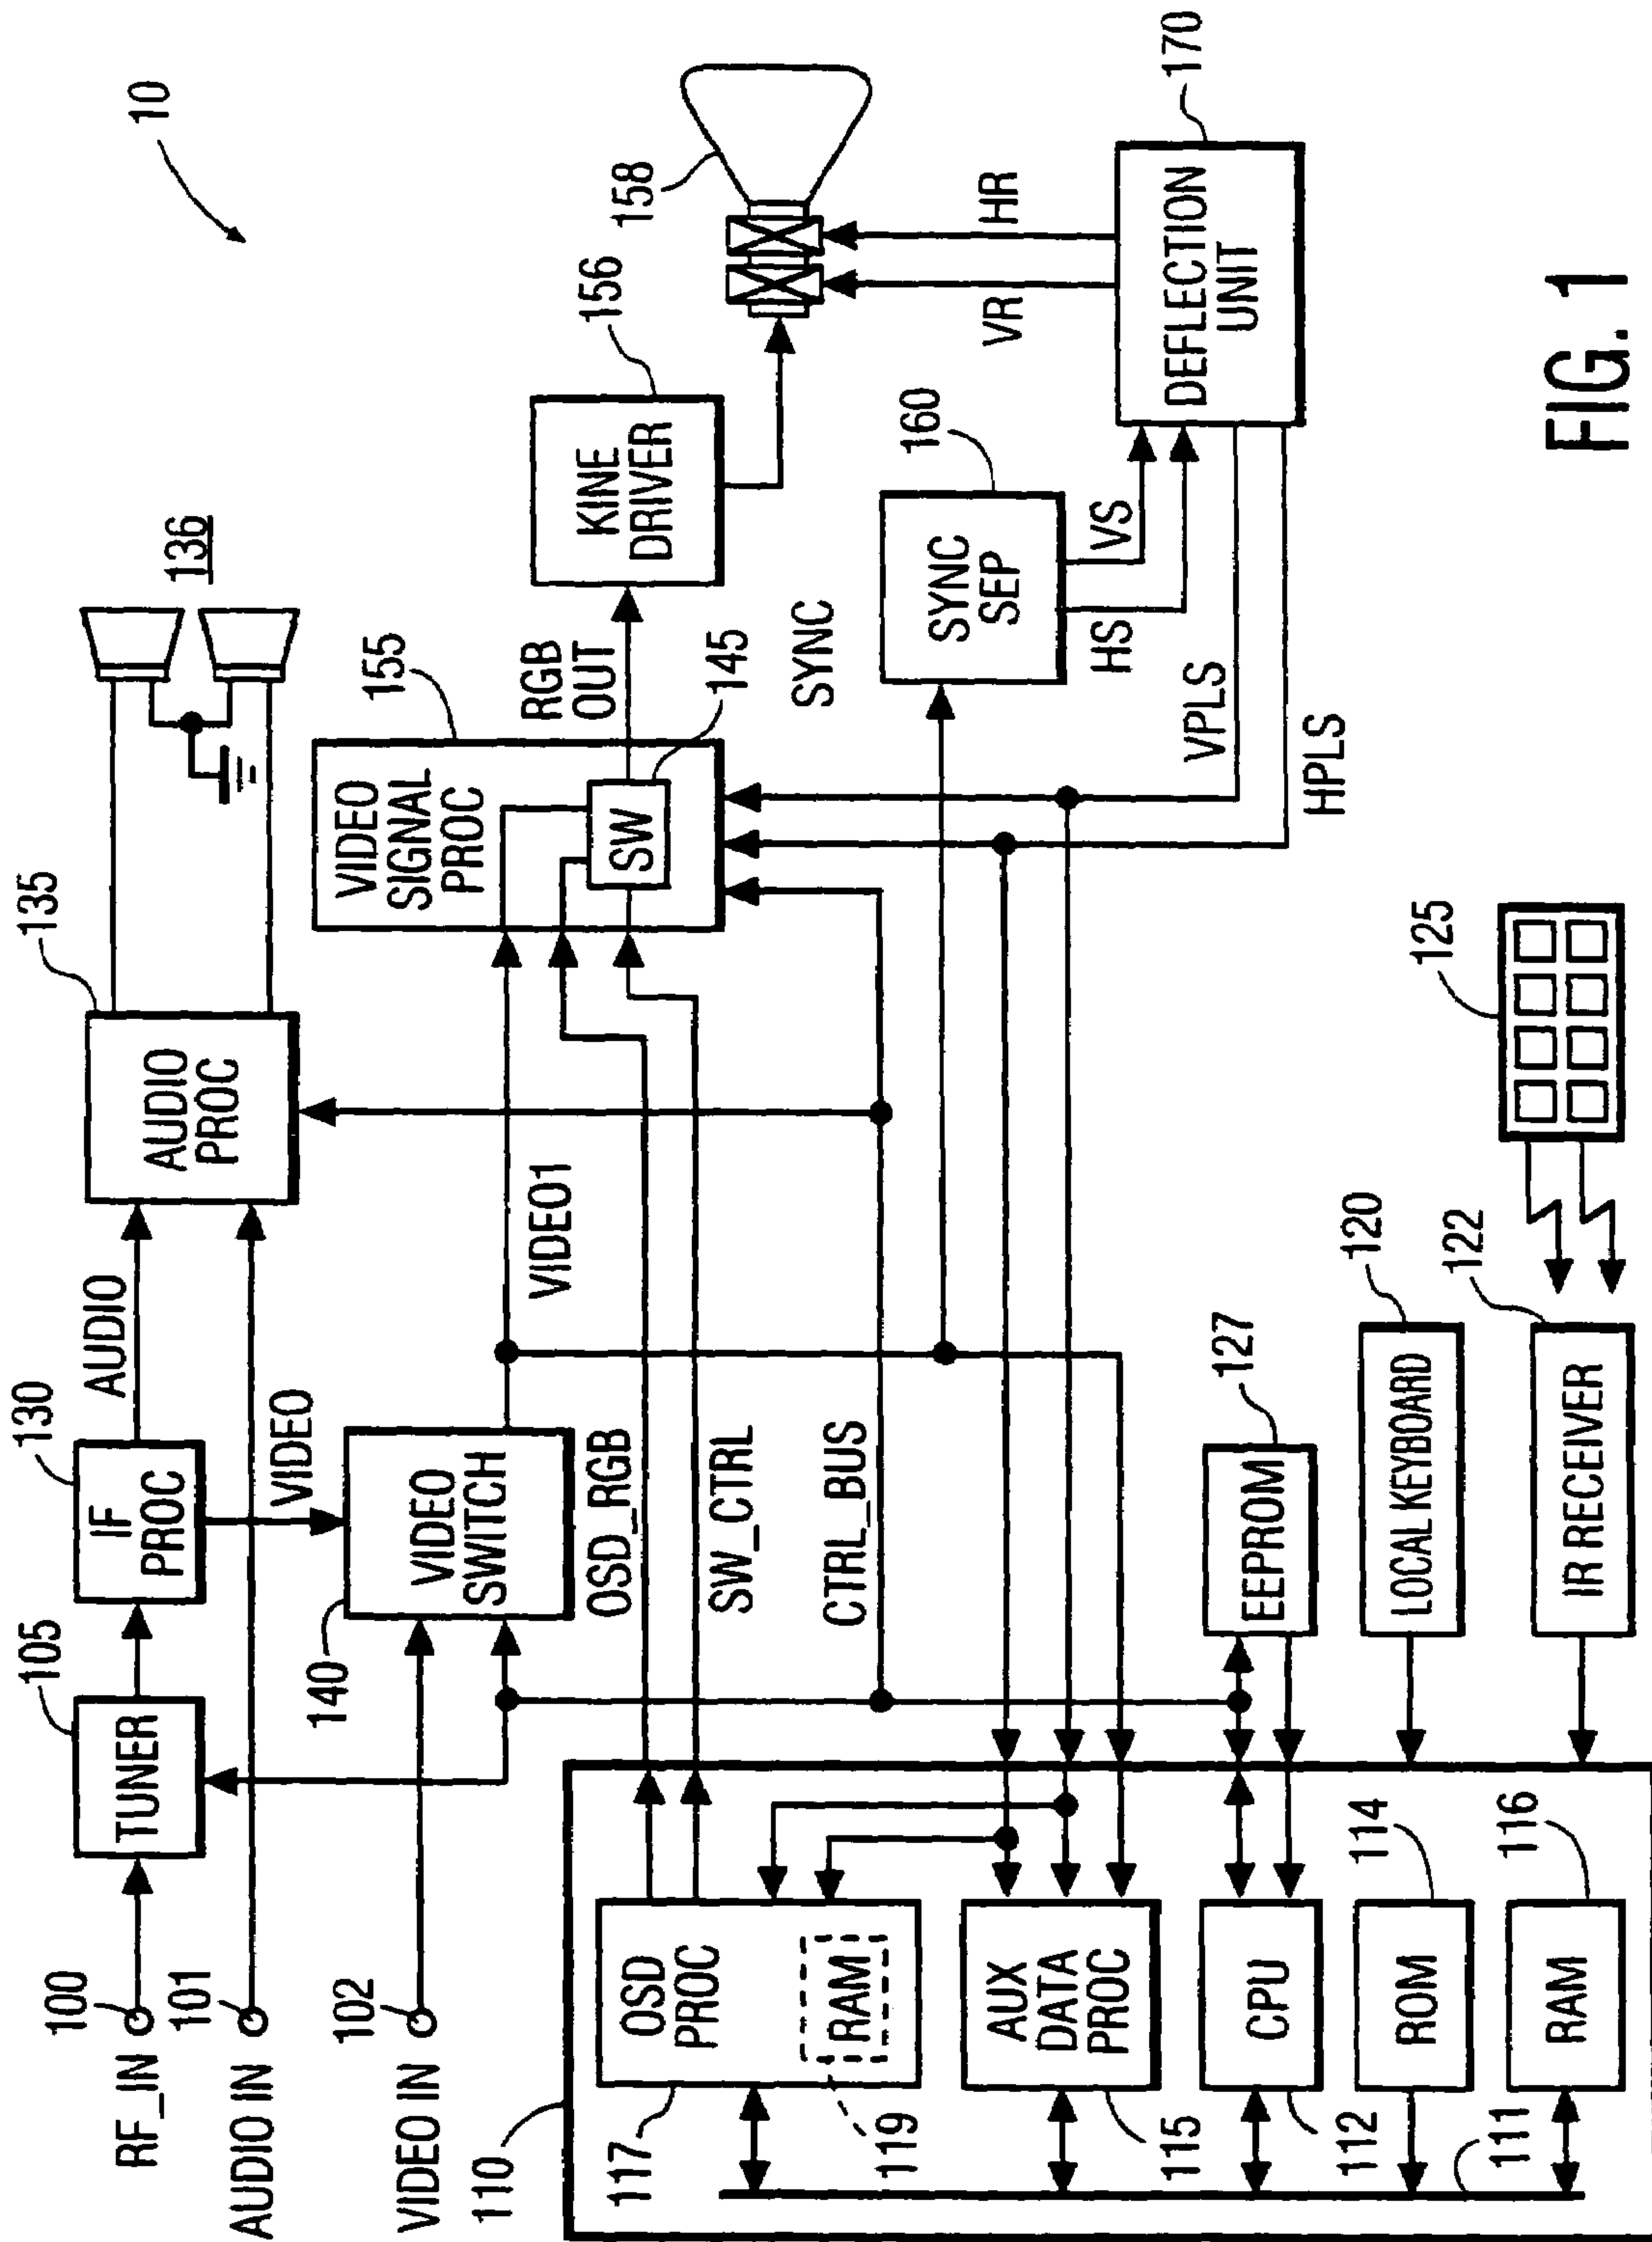 10
RF_IN
100
105
TUNER
130
IF
PROC
AUDIO
135
AUDIO
PROC
136
AUDIO IN
101
VIDEO
VIDEO IN
102
140
VIDEO
SWITCH
VIDEO1
155
VIDEO
SIGNAL
PROC
SW
145
RGB
OUT
156
KINE
DRIVER
158
OSD_RGB
SW_CTRL
CTRL_BUS
SYNC
160
SYNC
SEP
VS
HS
VR
HR
170
DEFLECTION
UNIT
VPLS
HPLS
110
117
OSD
PROC
RAM
119
AUX
DATA
PROC
115
CPU
112
ROM
114
RAM
116
111
EEPROM
127
LOCAL KEYBOARD
120
IR RECEIVER
122
125
FIG. 1